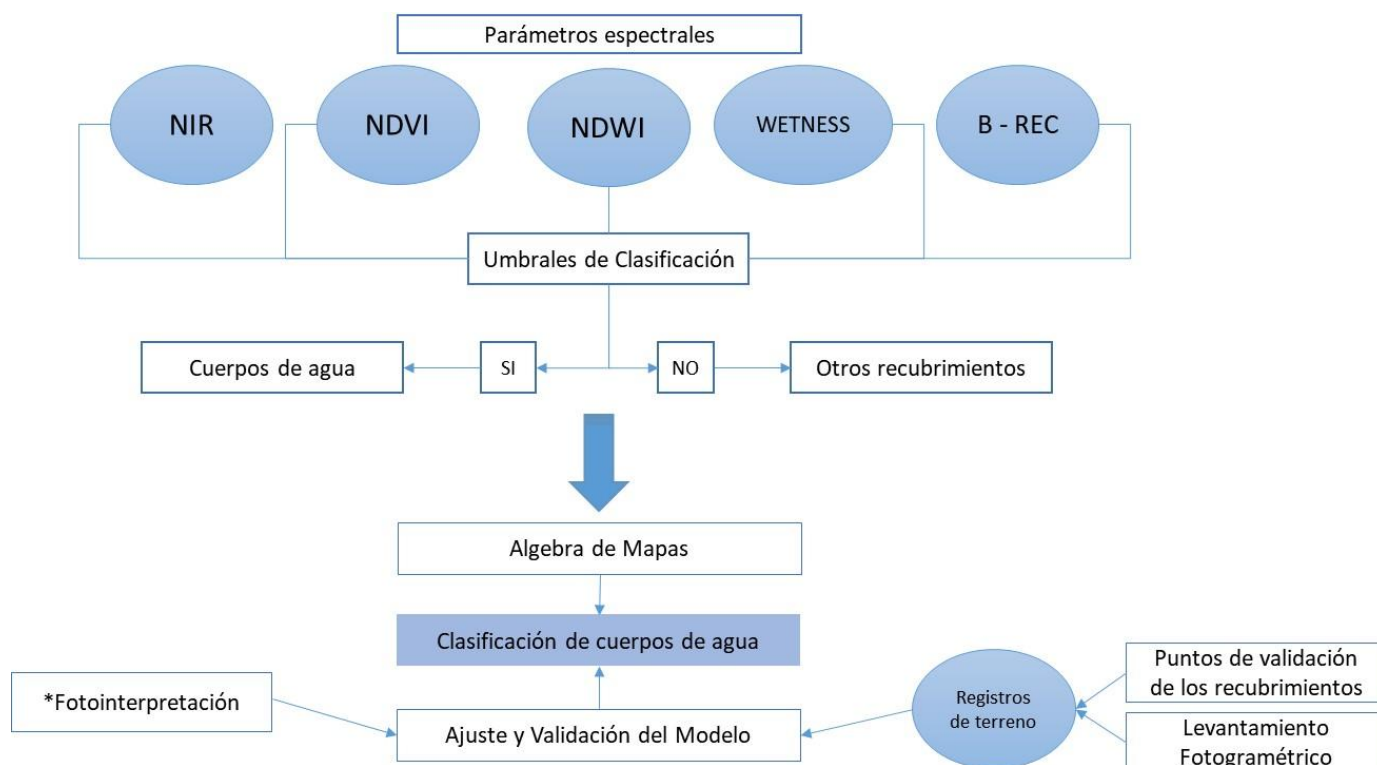 Parámetros espectrales
NIR
NDVI
NDWI
WETNESS
B - REC
Umbrales de Clasificación
Cuerpos de agua
SI
NO
Otros recubrimientos
Algebra de Mapas
Clasificación de cuerpos de agua
*Fotointerpretación
Ajuste y Validación del Modelo
Registros
de terreno
Puntos de validación
de los recubrimientos
Levantamiento
Fotogramétrico